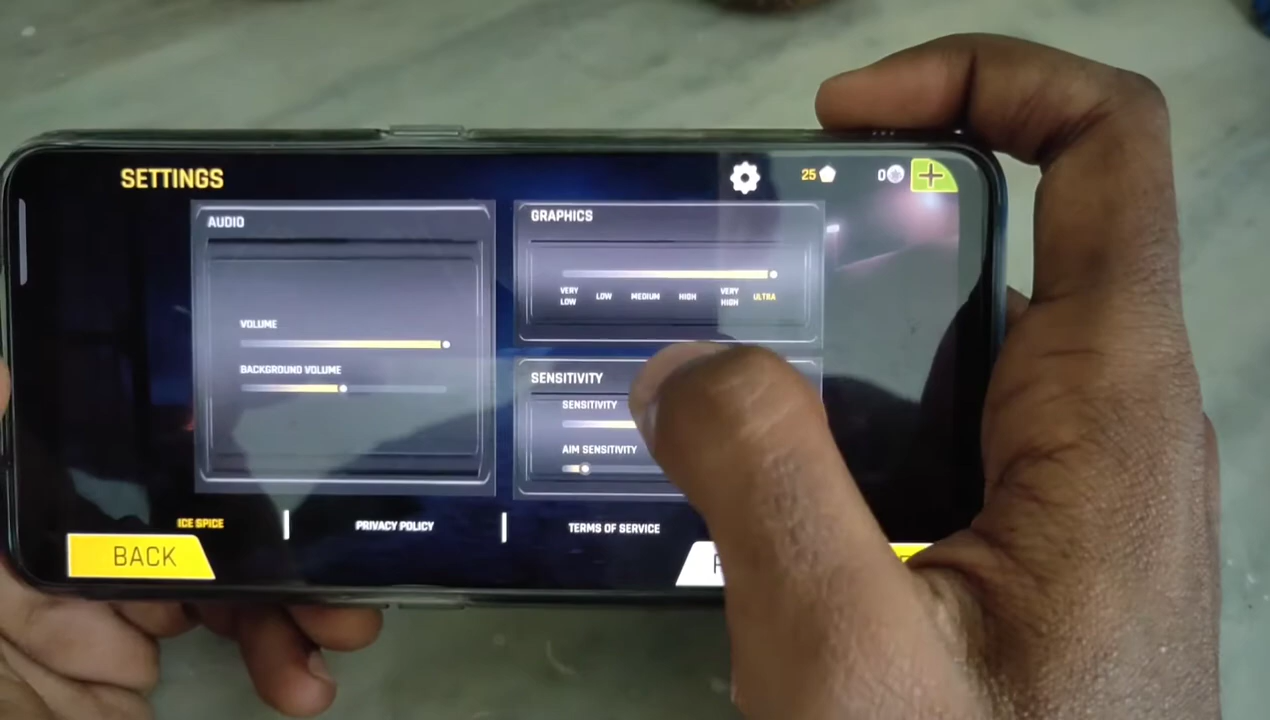 SETTINGS
25
0
AUDIO
VOLUME
BACKGROUND VOLUME
GRAPHICS
VERY LOW
LOW
MEDIUM
HIGH
VERY HIGH
ULTRA
SENSITIVITY
SENSITIVITY
AIM SENSITIVITY
ICE SPICE
PRIVACY POLICY
TERMS OF SERVICE
BACK